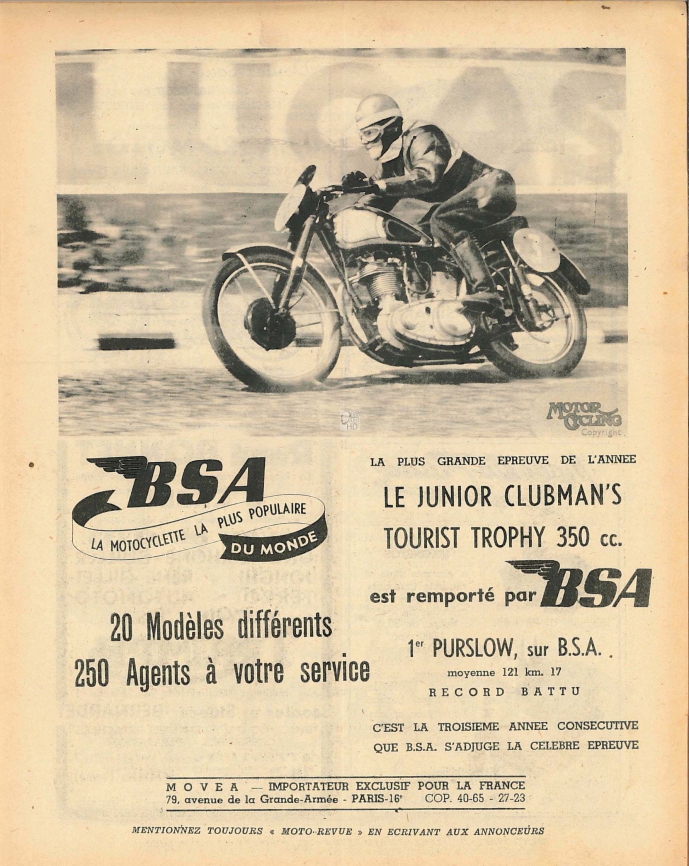 LUCAS
MOTOR
CYCLING
Copyright
BSA
LA MOTOCYCLETTE LA PLUS POPULAIRE
DU MONDE
20 Modèles différents
250 Agents à votre service
LA PLUS GRANDE EPREUVE DE L'ANNEE
LE JUNIOR CLUBMAN'S
TOURIST TROPHY 350 cc.
est remporté par BSA
1er PURSLOW, sur B.S.A.
moyenne 121 km. 17
RECORD BATTU
C'EST LA TROISIEME ANNEE CONSECUTIVE
QUE B.S.A. S'ADJUGE LA CELEBRE EPREUVE
MOVEA — IMPORTATEUR EXCLUSIF POUR LA FRANCE
79, avenue de la Grande-Armée - PARIS-16e COP. 40-65 - 27-23
MENTIONNEZ TOUJOURS « MOTO-REVUE » EN ECRIVANT AUX ANNONCEURS